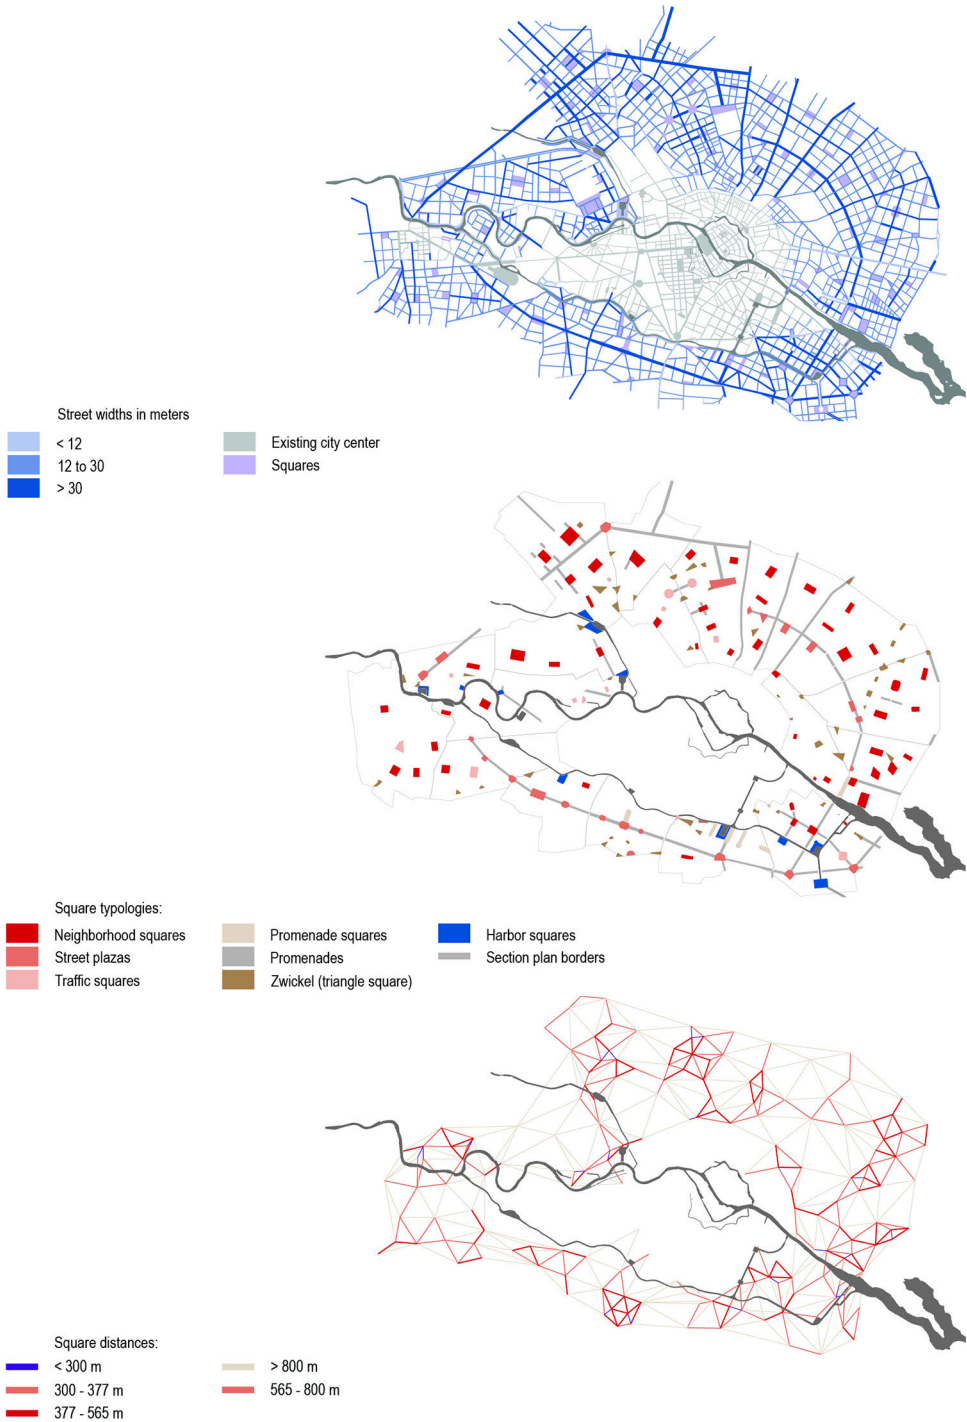 Street widths in meters
< 12
12 to 30
> 30
Existing city center
Squares
Square typologies:
Neighborhood squares
Street plazas
Traffic squares
Promenade squares
Promenades
Zwickel (triangle square)
Harbor squares
Section plan borders
Square distances:
< 300 m
300 - 377 m
377 - 565 m
> 800 m
565 - 800 m